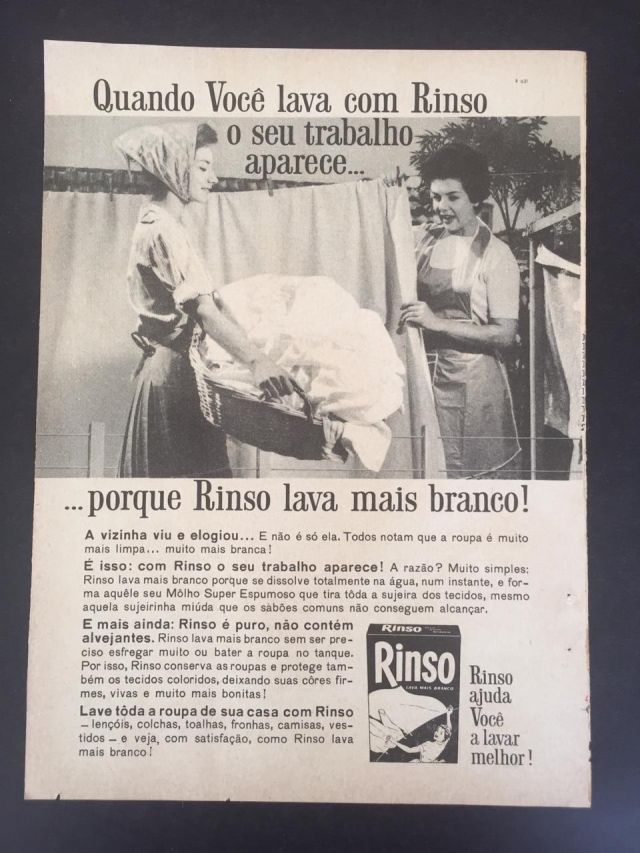 Quando Você lava com Rinso
o seu trabalho
aparece...
...porque Rinso lava mais branco!
A vizinha viu e elogiou... E não é só ela. Todos notam que a roupa é muito
mais limpa... muito mais branca!
É isso: com Rinso o seu trabalho aparece! A razão? Muito simples:
Rinso lava mais branco porque se dissolve totalmente na água, num instante, e for-
ma aquêle seu Môlho Super Espumoso que tira tôda a sujeira dos tecidos, mesmo
aquela sujeirinha miúda que os sabões comuns não conseguem alcançar.
E mais ainda: Rinso é puro, não contém
alvejantes. Rinso lava mais branco sem ser pre-
ciso esfregar muito ou bater a roupa no tanque.
Por isso, Rinso conserva as roupas e protege tam-
bém os tecidos coloridos, deixando suas côres fir-
mes, vivas e muito mais bonitas!
Lave tôda a roupa de sua casa com Rinso
— lençóis, colchas, toalhas, fronhas, camisas, ves-
tidos — e veja, com satisfação, como Rinso lava
mais branco!
Rinso
Rinso
LAVA MAIS BRANCO
Rinso
ajuda
Você
a lavar
melhor!